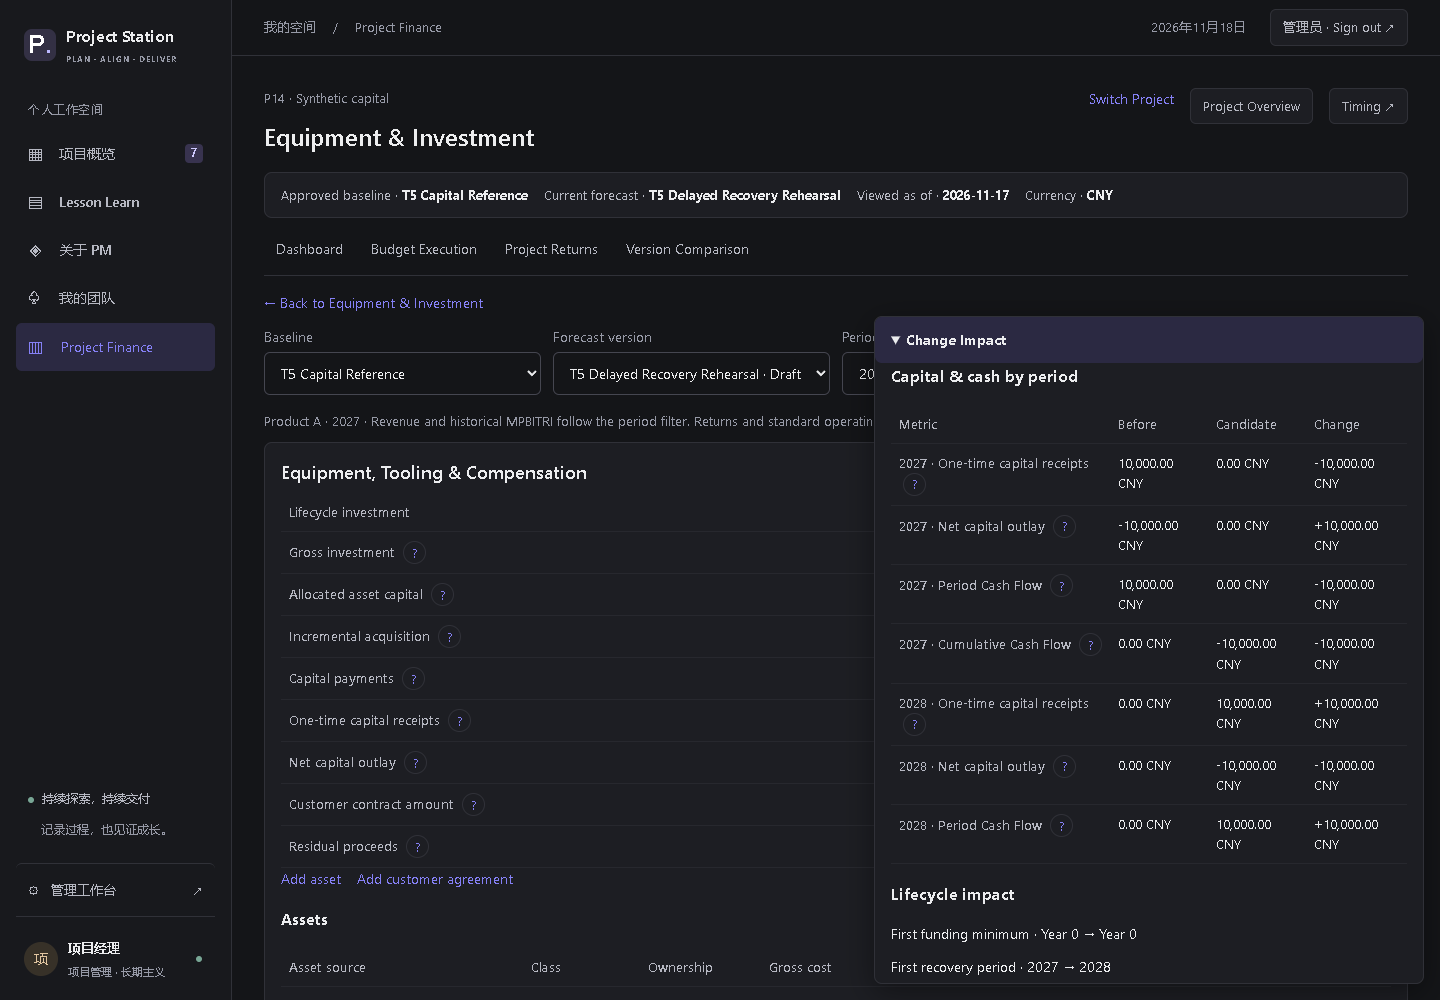 P. Project Station
PLAN · ALIGN · DELIVER
个人工作空间
项目概览 7
Lesson Learn
关于 PM
我的团队
Project Finance
持续探索，持续交付
记录过程，也见证成长。
管理工作台 ↗
项 项目经理
项目管理 · 长期主义
我的空间 / Project Finance
2026年11月18日
管理员 · Sign out ↗
P14 · Synthetic capital
Equipment & Investment
Switch Project
Project Overview
Timing ↗
Approved baseline · T5 Capital Reference Current forecast · T5 Delayed Recovery Rehearsal Viewed as of · 2026-11-17 Currency · CNY
Dashboard Budget Execution Project Returns Version Comparison
← Back to Equipment & Investment
Baseline
T5 Capital Reference
Forecast version
T5 Delayed Recovery Rehearsal · Draft
20
Product A · 2027 · Revenue and historical MPBITRI follow the period filter. Returns and standard
Equipment, Tooling & Compensation
Lifecycle investment
Gross investment ?
Allocated asset capital ?
Incremental acquisition ?
Capital payments ?
One-time capital receipts ?
Net capital outlay ?
Customer contract amount ?
Residual proceeds ?
Add asset Add customer agreement
Assets
Asset source Class Ownership Gross cost
▼ Change Impact
Capital & cash by period
Metric Before Candidate Change
2027 · One-time capital receipts ? 10,000.00 CNY 0.00 CNY -10,000.00 CNY
2027 · Net capital outlay ? -10,000.00 CNY 0.00 CNY +10,000.00 CNY
2027 · Period Cash Flow ? 10,000.00 CNY 0.00 CNY -10,000.00 CNY
2027 · Cumulative Cash Flow ? 0.00 CNY -10,000.00 CNY -10,000.00 CNY
2028 · One-time capital receipts ? 0.00 CNY 10,000.00 CNY +10,000.00 CNY
2028 · Net capital outlay ? 0.00 CNY -10,000.00 CNY -10,000.00 CNY
2028 · Period Cash Flow ? 0.00 CNY 10,000.00 CNY +10,000.00 CNY
Lifecycle impact
First funding minimum · Year 0 → Year 0
First recovery period · 2027 → 2028